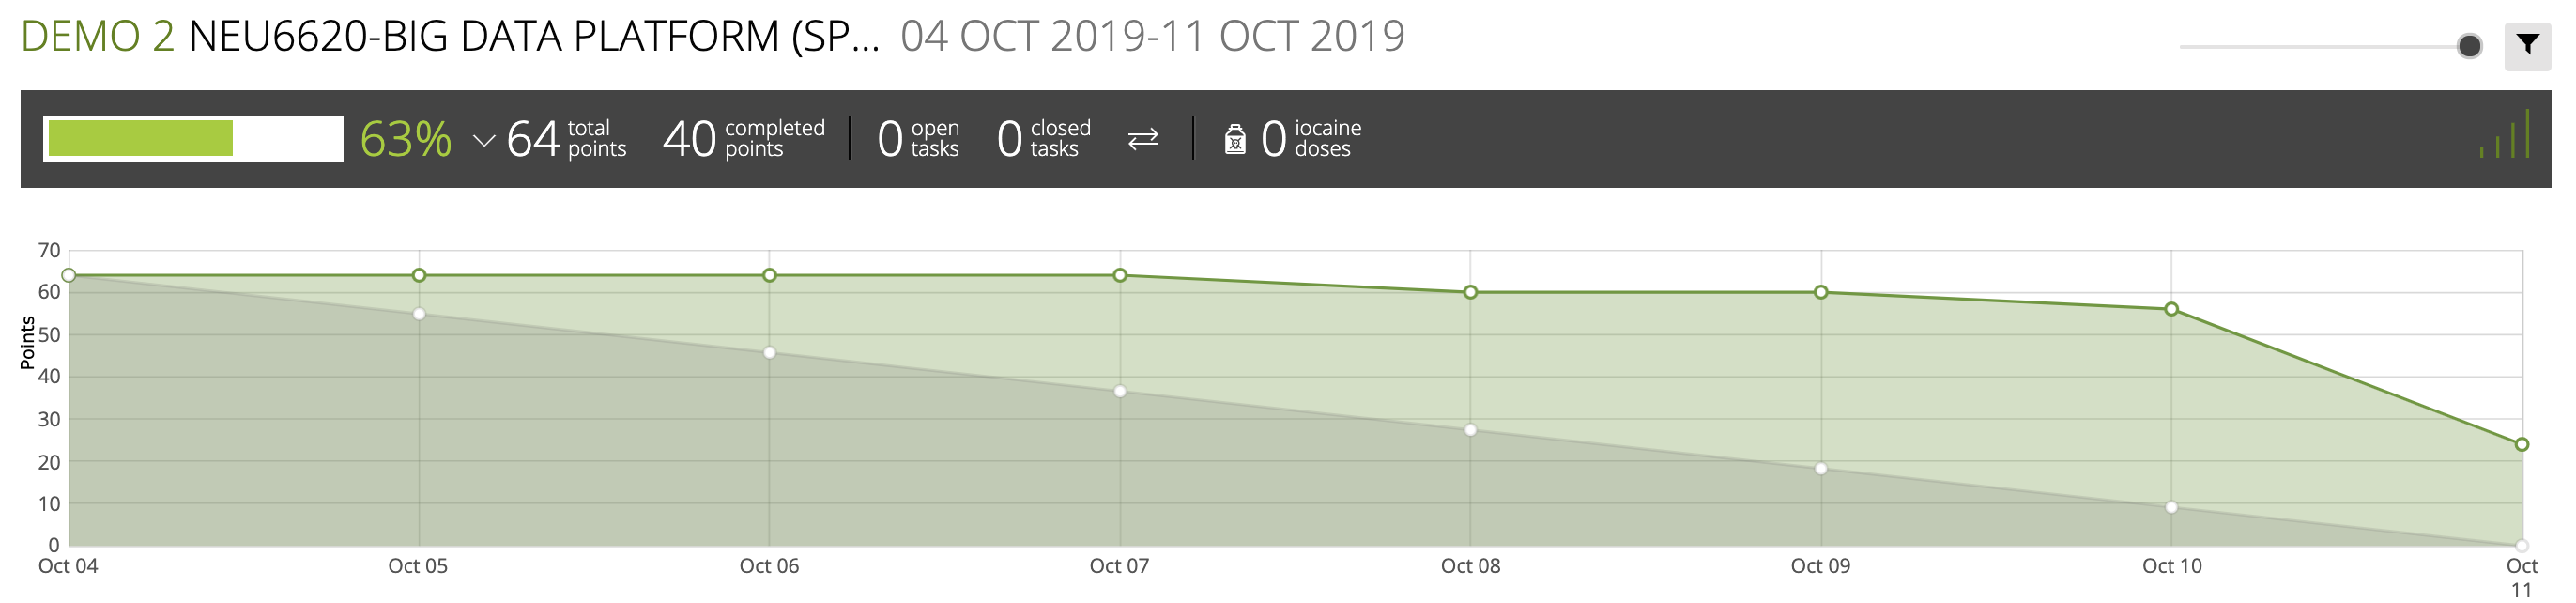 DEMO 2 NEU6620-BIG DATA PLATFORM (SP... 04 OCT 2019-11 OCT 2019
63% 64 total points 40 completed points 0 open tasks 0 closed tasks 0 iocaine doses
70
60
50
40
30
20
10
0
Points
Oct 04 Oct 05 Oct 06 Oct 07 Oct 08 Oct 09 Oct 10 Oct 11